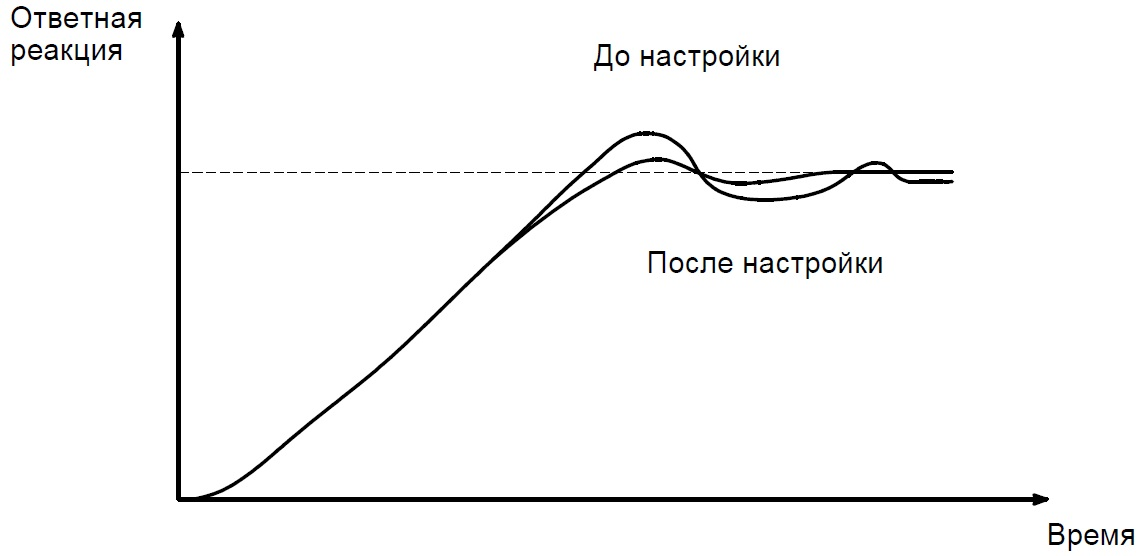 Ответная
реакция
До настройки
После настройки
Время